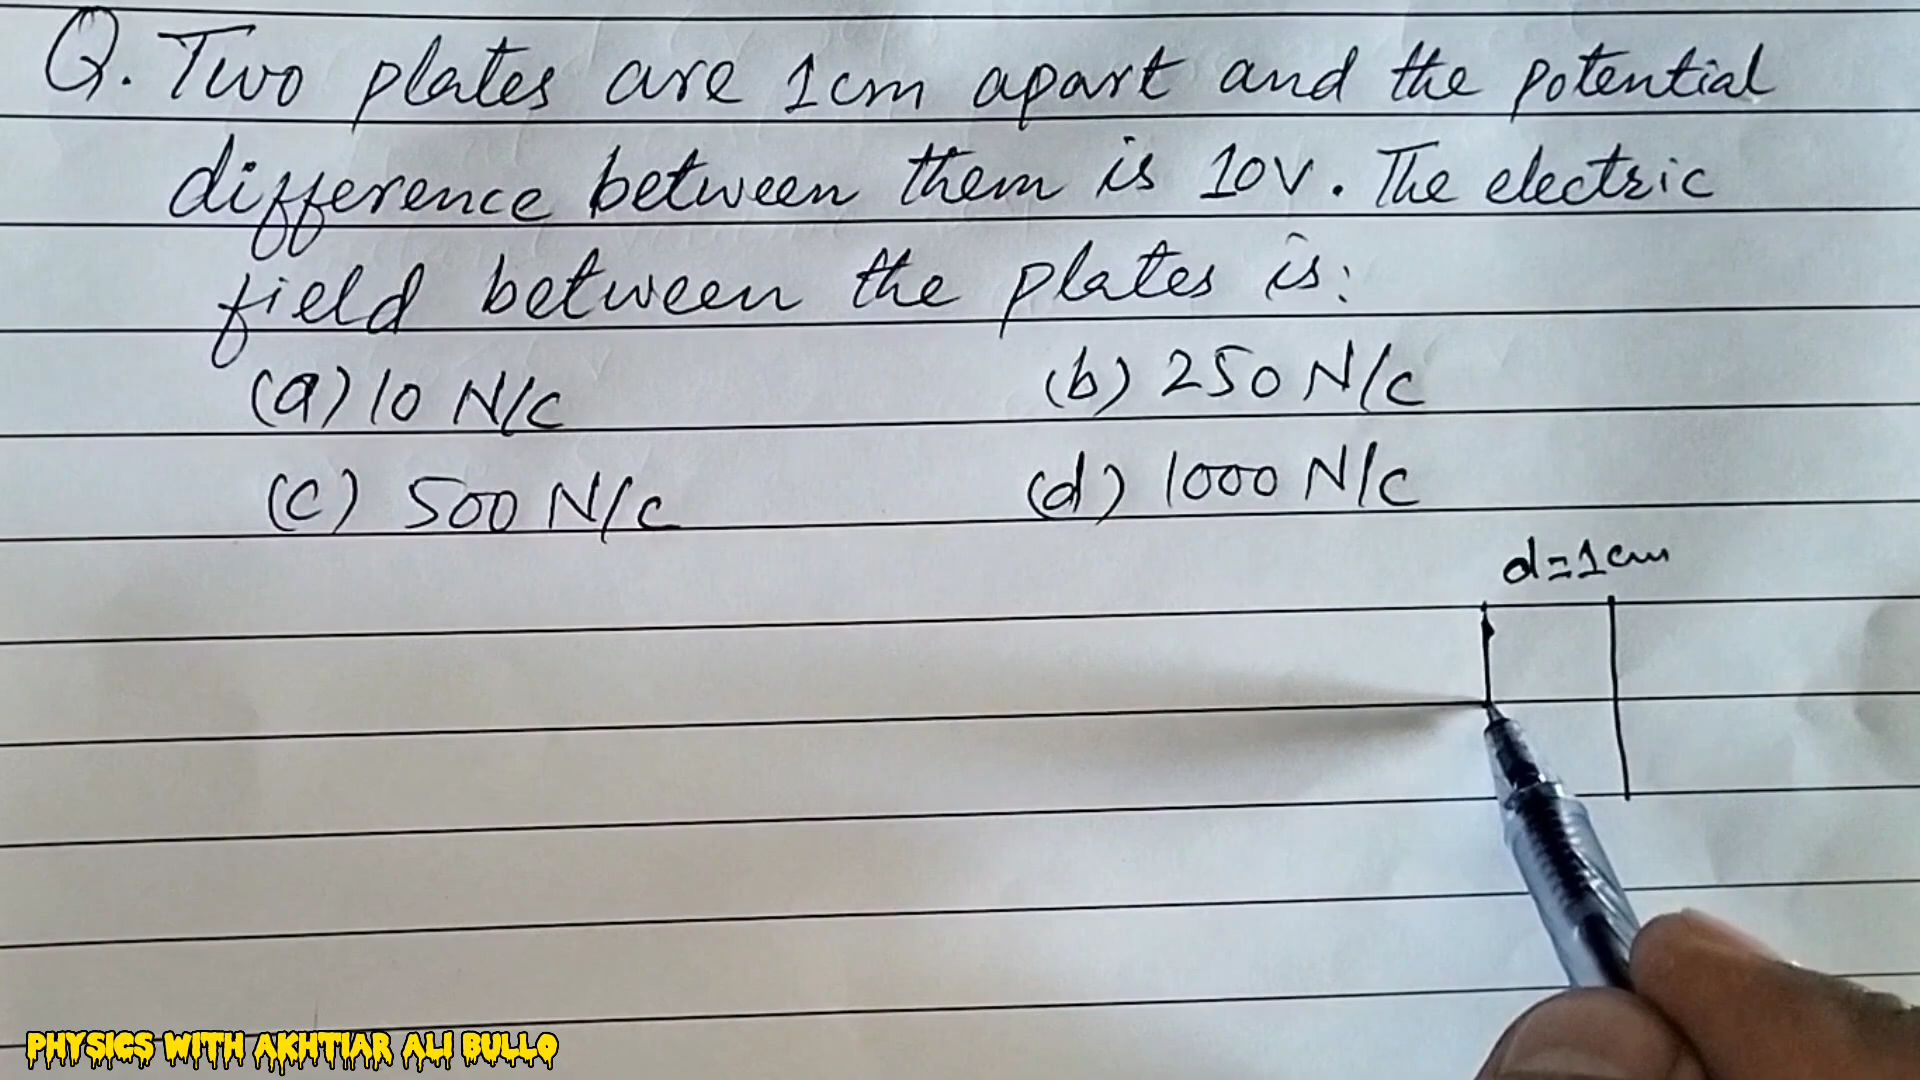 Q. Two plates are 1cm apart and the potential
difference between them is 10V. The electric
field between the plates is:
(a) 10 N/C (b) 250 N/C
(c) 500 N/C (d) 1000 N/C
d=1cm
PHYSICS WITH AKHTIAR ALI BULLO